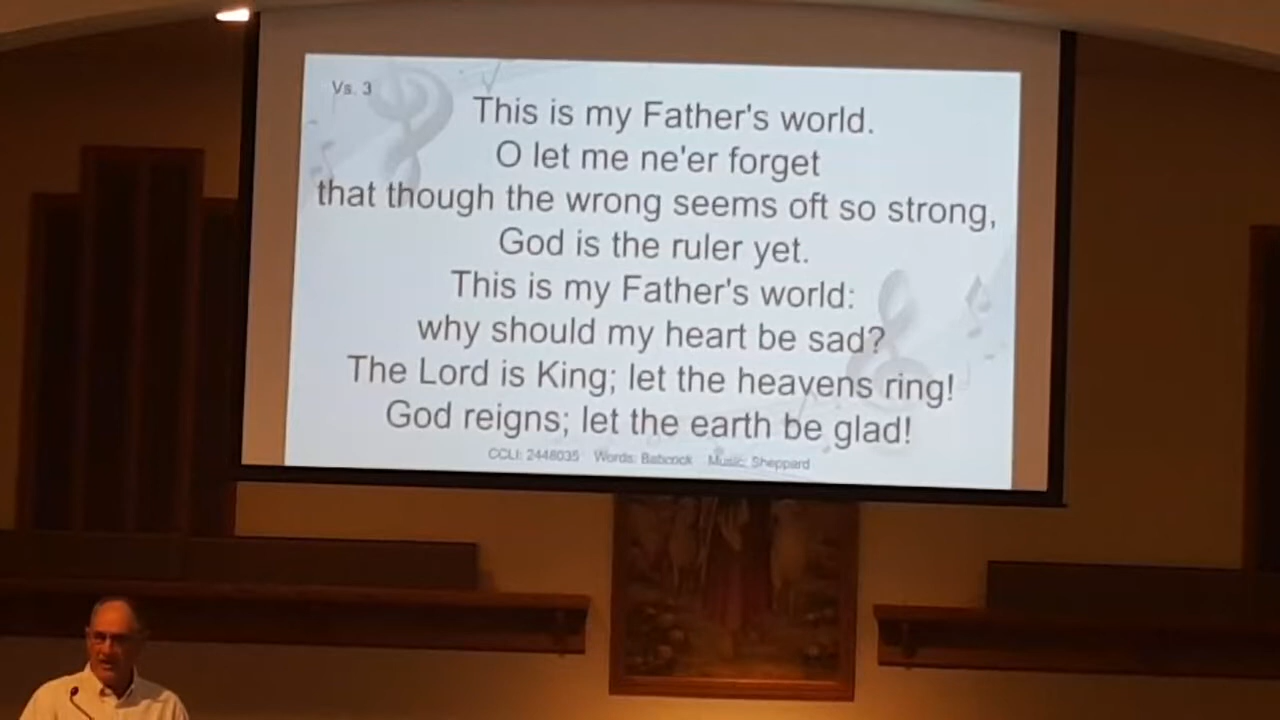 Vs. 3
This is my Father's world.
O let me ne'er forget
that though the wrong seems oft so strong,
God is the ruler yet.
This is my Father's world:
why should my heart be sad?
The Lord is King; let the heavens ring!
God reigns; let the earth be glad!
CCLI: 2448035 Words: Babcock Music: Sheppard